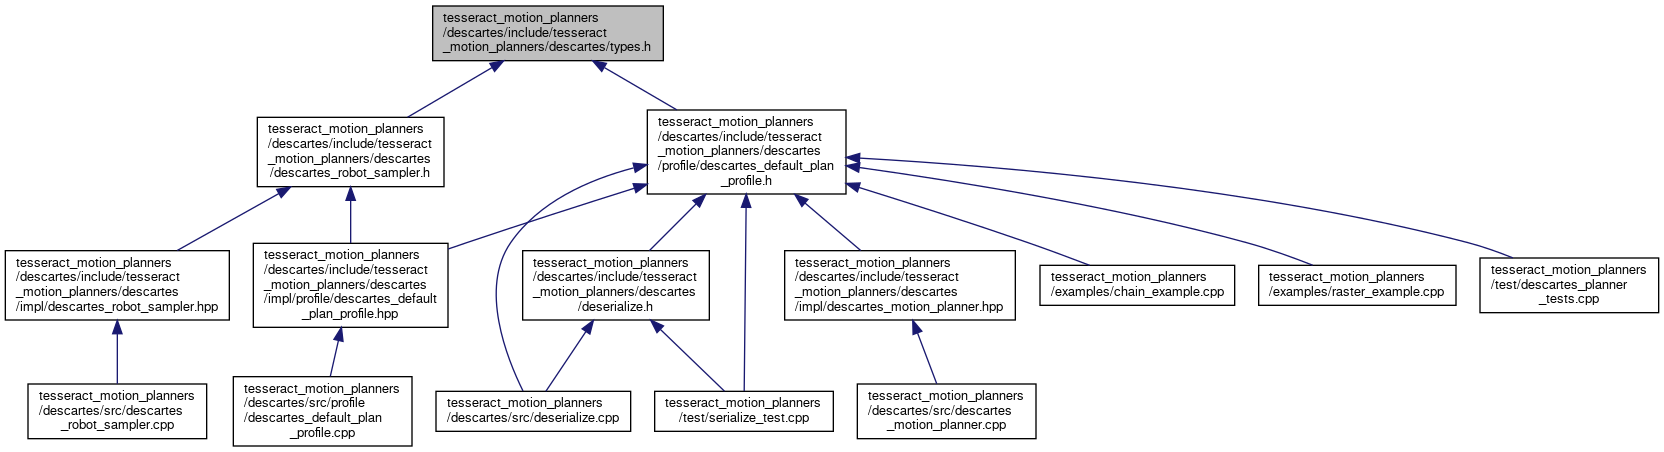 tesseract_motion_planners
/descartes/include/tesseract
_motion_planners/descartes/types.h
tesseract_motion_planners
/descartes/include/tesseract
_motion_planners/descartes
/descartes_robot_sampler.h
tesseract_motion_planners
/descartes/include/tesseract
_motion_planners/descartes
/profile/descartes_default_plan
_profile.h
tesseract_motion_planners
/descartes/include/tesseract
_motion_planners/descartes
/impl/descartes_robot_sampler.hpp
tesseract_motion_planners
/descartes/include/tesseract
_motion_planners/descartes
/impl/profile/descartes_default
_plan_profile.hpp
tesseract_motion_planners
/descartes/include/tesseract
_motion_planners/descartes
/deserialize.h
tesseract_motion_planners
/descartes/include/tesseract
_motion_planners/descartes
/impl/descartes_motion_planner.hpp
tesseract_motion_planners
/examples/chain_example.cpp
tesseract_motion_planners
/examples/raster_example.cpp
tesseract_motion_planners
/test/descartes_planner
_tests.cpp
tesseract_motion_planners
/descartes/src/descartes
_robot_sampler.cpp
tesseract_motion_planners
/descartes/src/profile
/descartes_default_plan
_profile.cpp
tesseract_motion_planners
/descartes/src/deserialize.cpp
tesseract_motion_planners
/test/serialize_test.cpp
tesseract_motion_planners
/descartes/src/descartes
_motion_planner.cpp